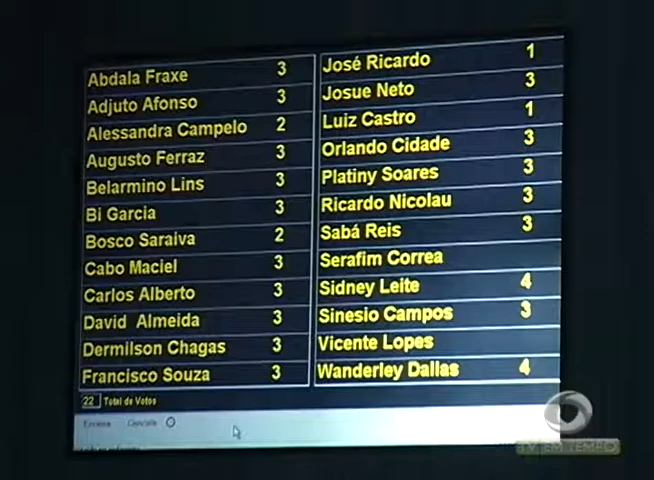 Abdala Fraxe 3
Adjuto Afonso 3
Alessandra Campelo 2
Augusto Ferraz 3
Belarmino Lins 3
Bi Garcia 3
Bosco Saraiva 2
Cabo Maciel 3
Carlos Alberto 3
David Almeida 3
Dermilson Chagas 3
Francisco Souza 3
José Ricardo 1
Josue Neto 3
Luiz Castro 1
Orlando Cidade 3
Platiny Soares 3
Ricardo Nicolau 3
Sabá Reis 3
Serafim Correa
Sidney Leite 4
Sinesio Campos 3
Vicente Lopes
Wanderley Dallas 4
22 Total de Votos
TV EM TEMPO